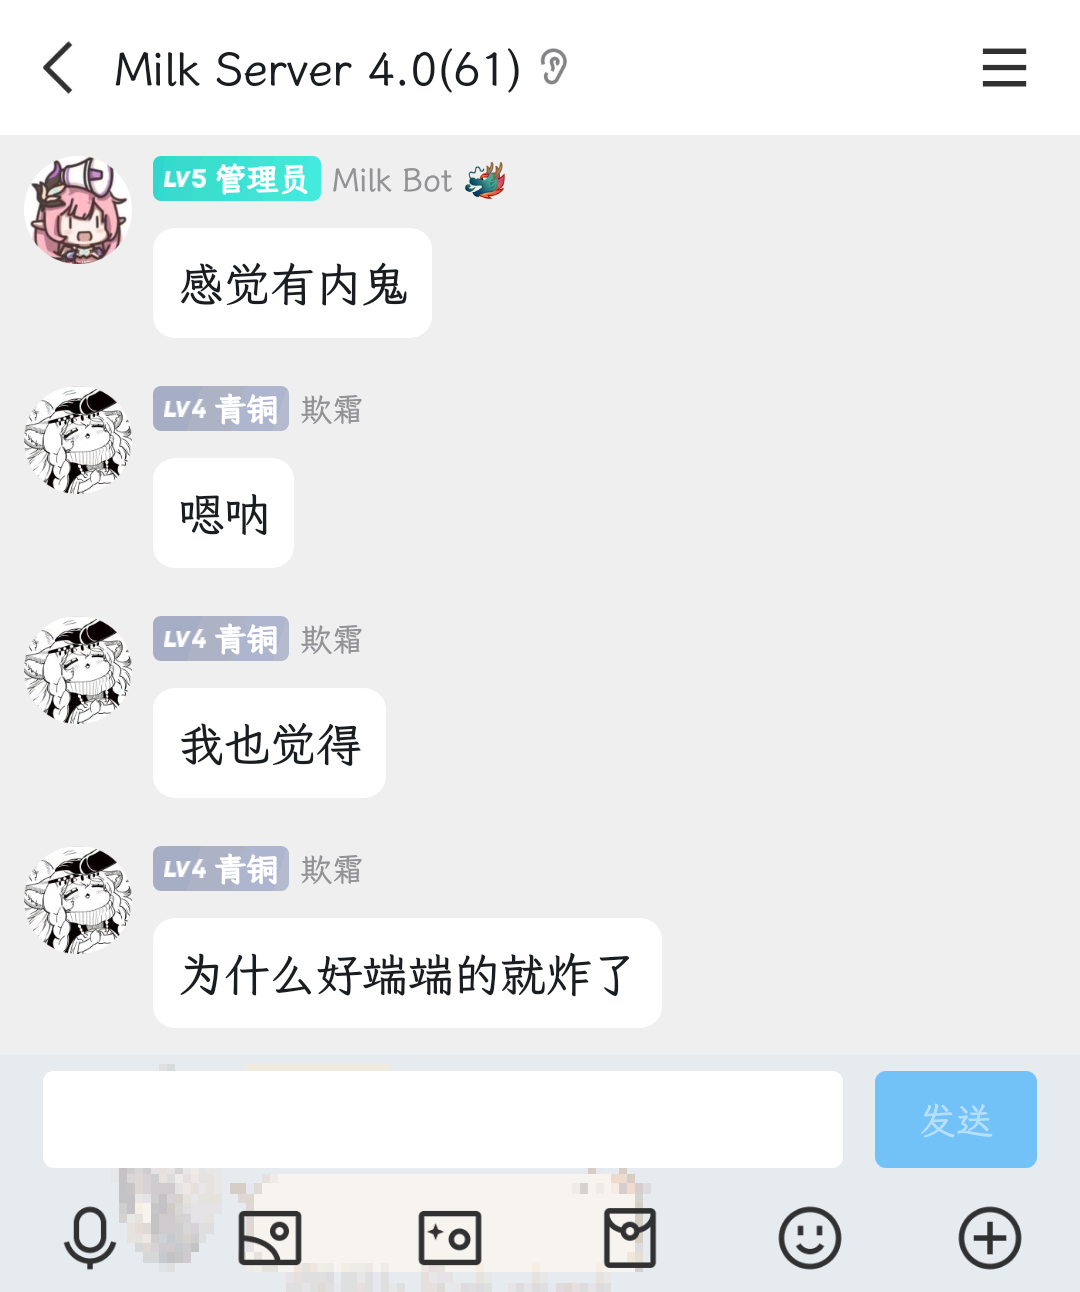 Milk Server 4.0(61)
LV5 管理员 Milk Bot
感觉有内鬼
LV4 青铜 欺霜
嗯呐
LV4 青铜 欺霜
我也觉得
LV4 青铜 欺霜
为什么好端端的就炸了
发送